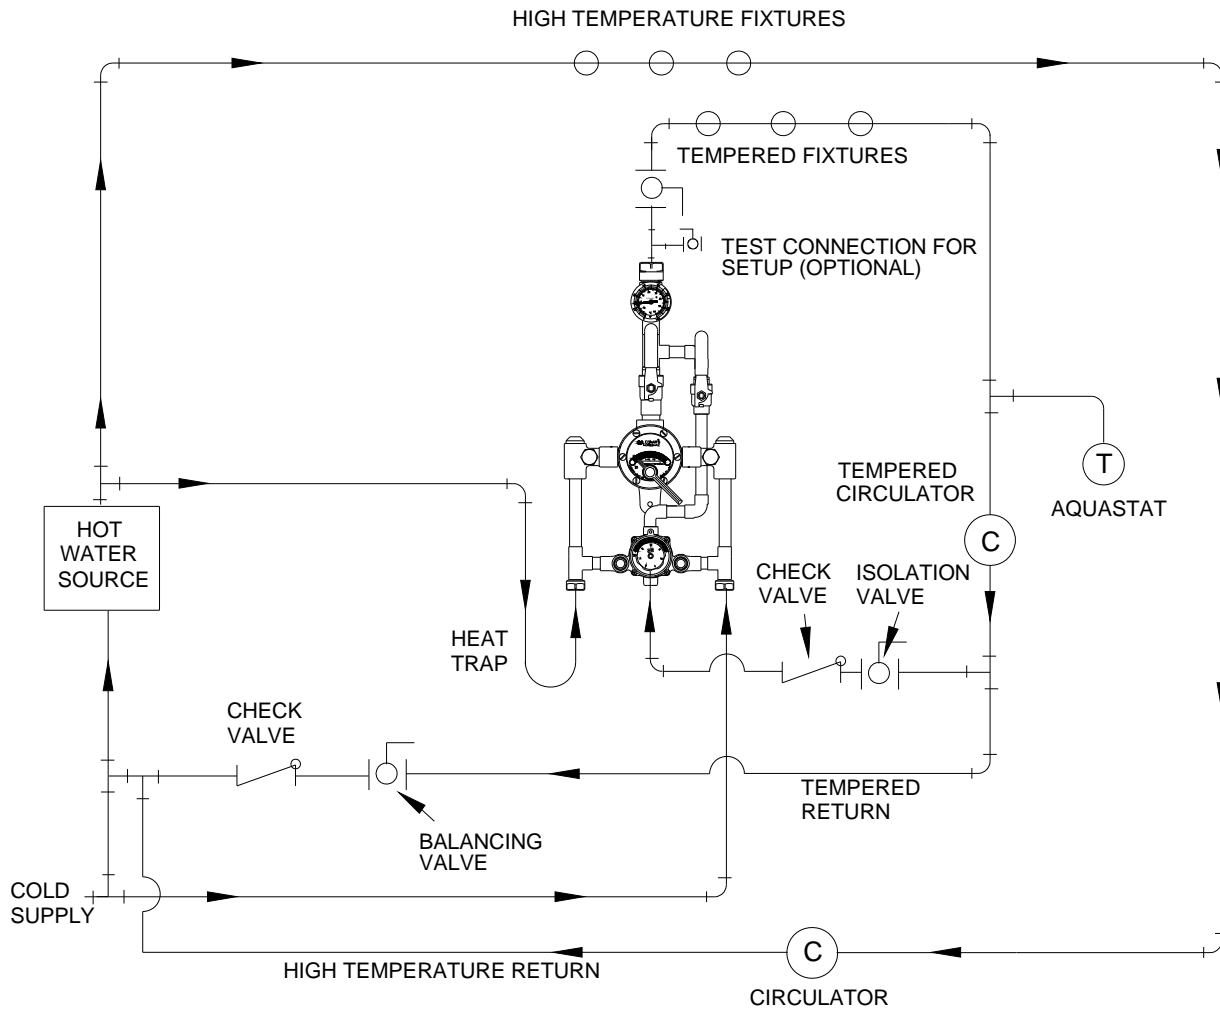 HIGH TEMPERATURE FIXTURES
TEMPERED FIXTURES
TEST CONNECTION FOR
SETUP (OPTIONAL)
TEMPERED
CIRCULATOR
T
AQUASTAT
HOT
WATER
SOURCE
C
CHECK
VALVE
ISOLATION
VALVE
HEAT
TRAP
CHECK
VALVE
TEMPERED
RETURN
BALANCING
VALVE
COLD
SUPPLY
C
HIGH TEMPERATURE RETURN
CIRCULATOR